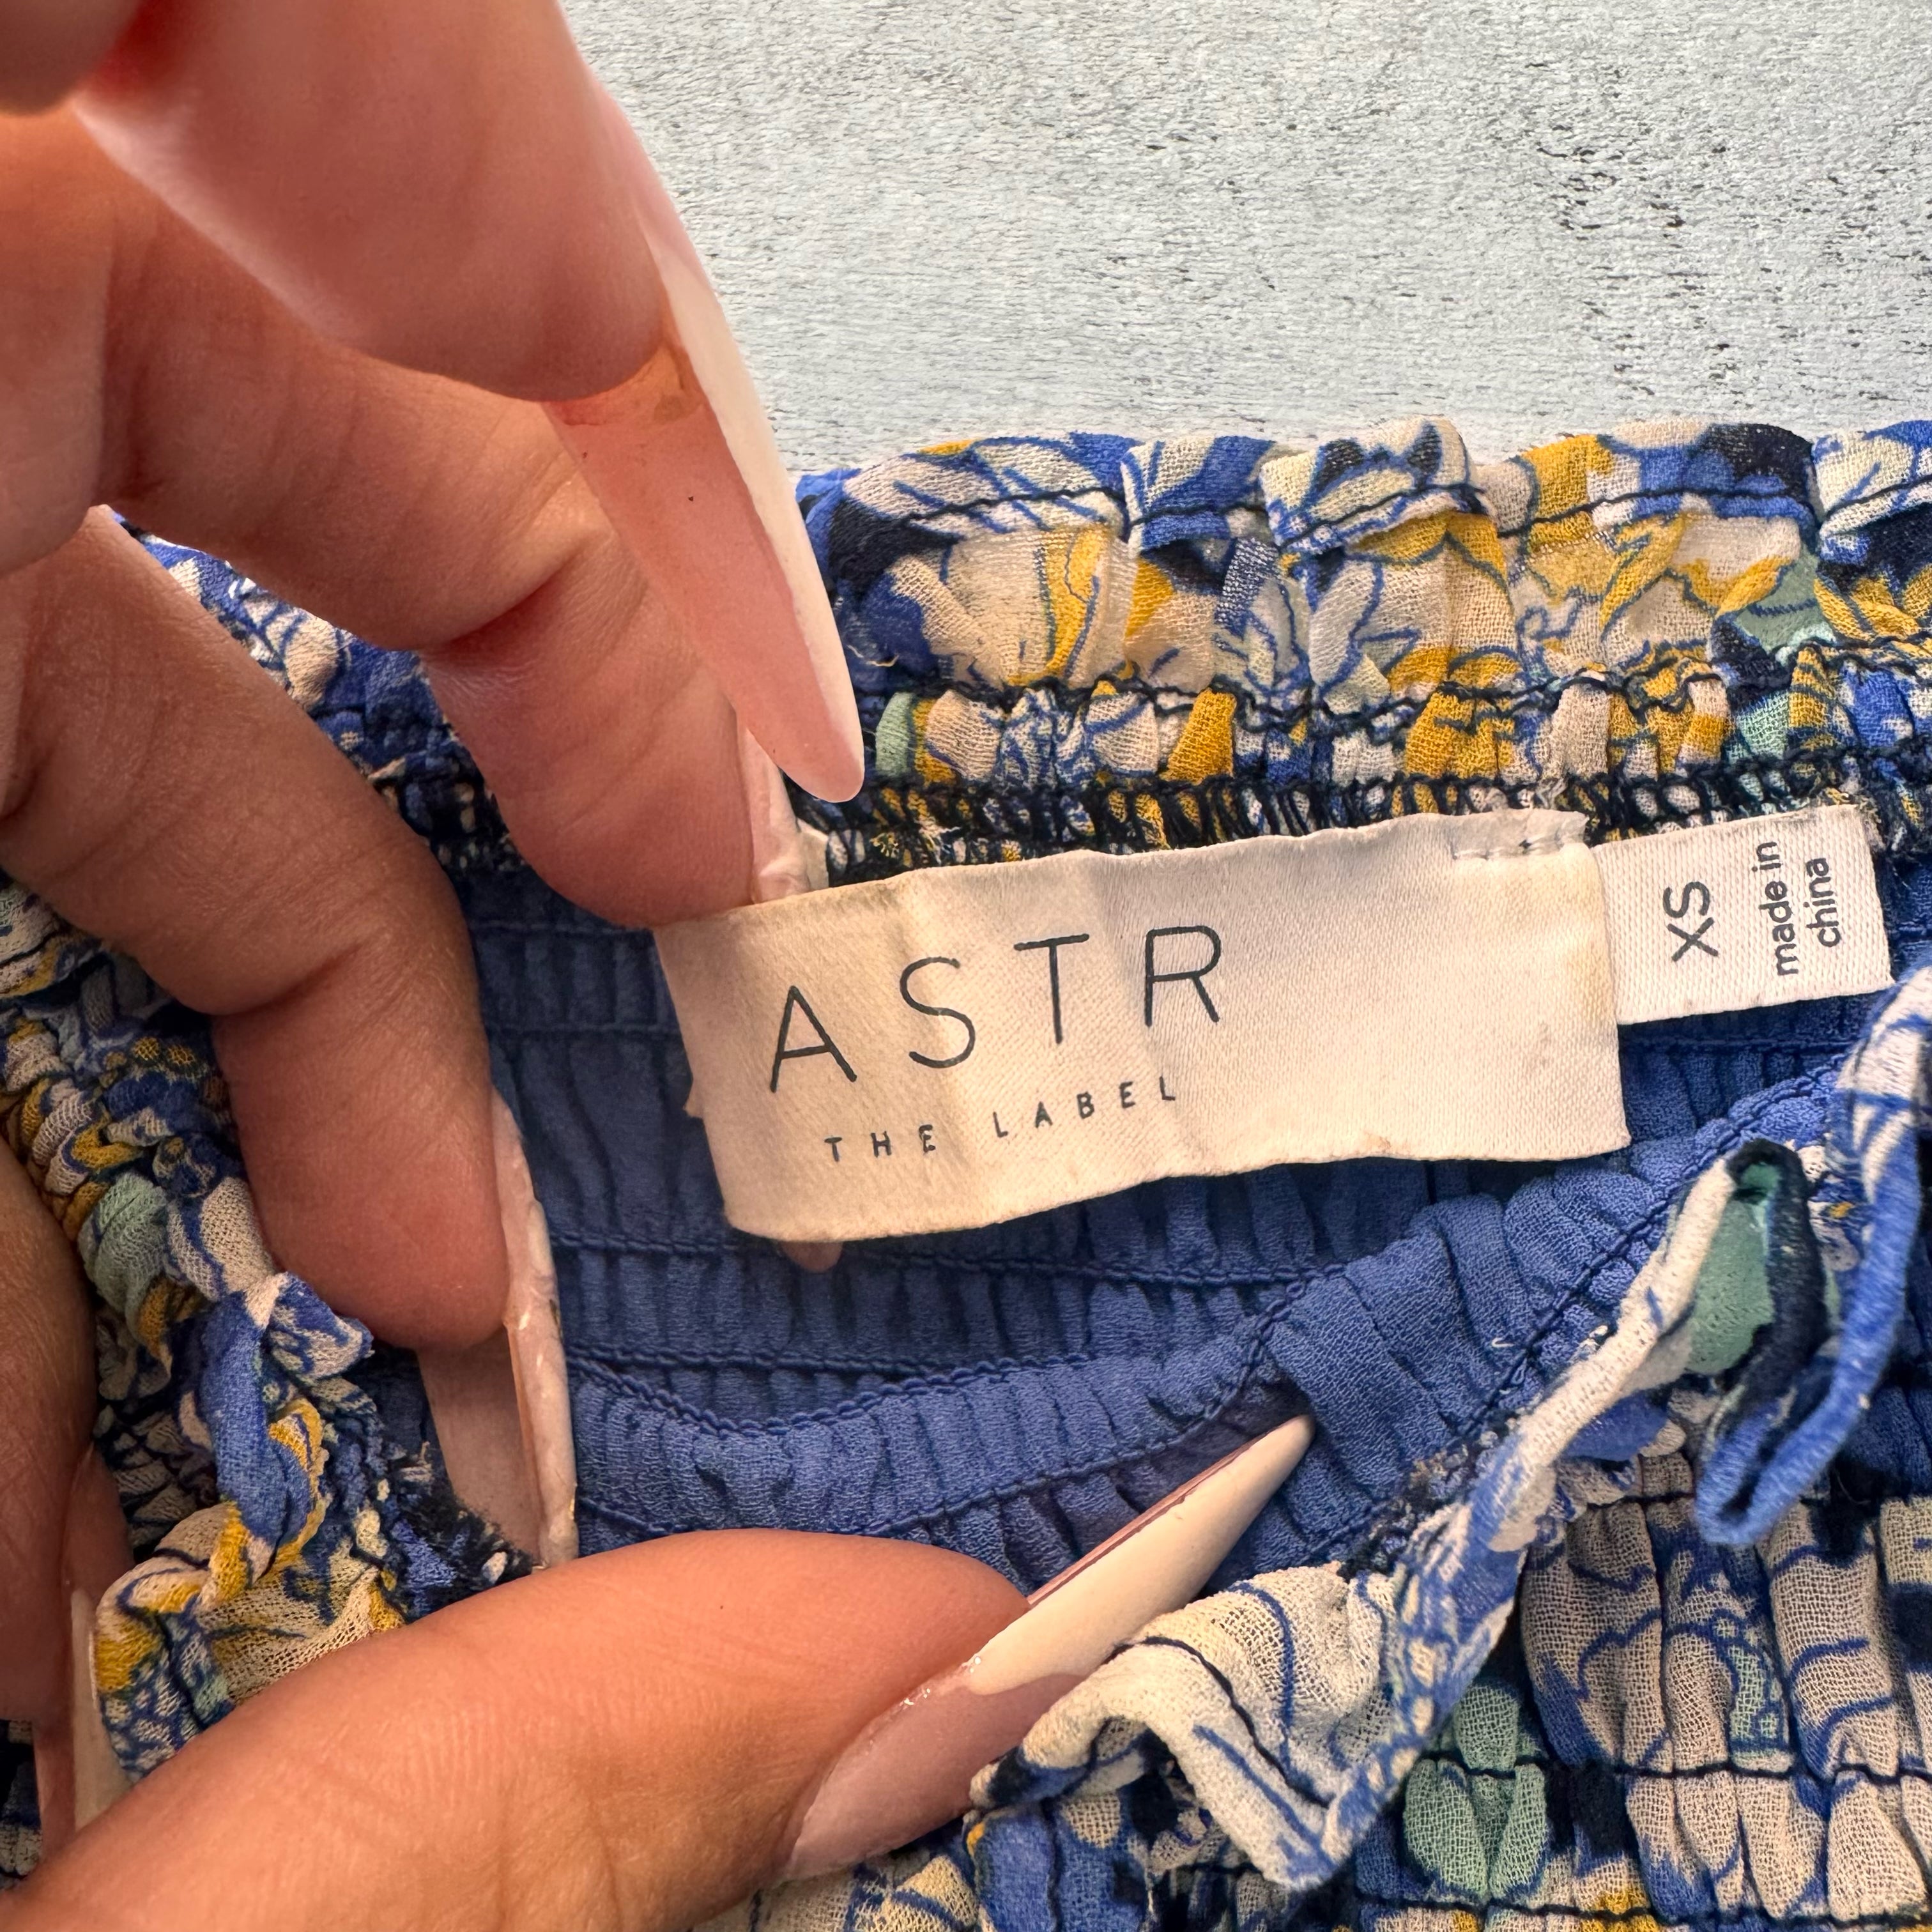 ASTR
THE LABEL
XS
made in
china